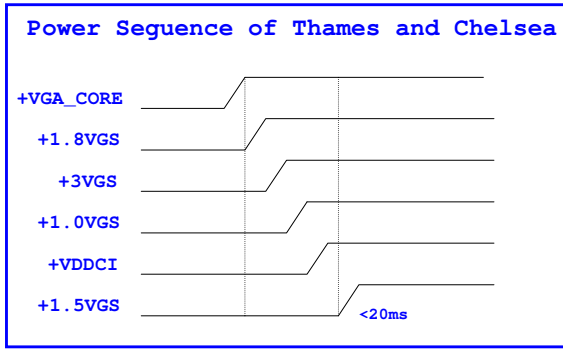 Power Seguence of Thames and Chelsea
+VGA_CORE
+1.8VGS
+3VGS
+1.0VGS
+VDDCI
+1.5VGS
<20ms